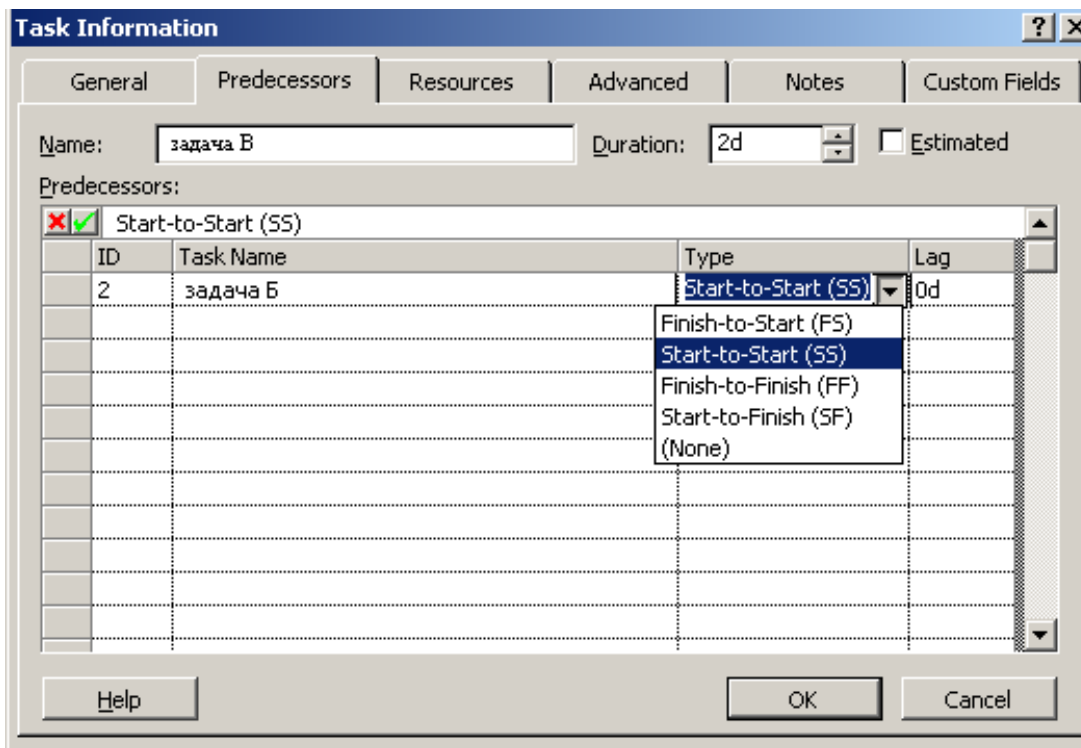 Task Information
General Predecessors Resources Advanced Notes Custom Fields
Name: задача В Duration: 2d Estimated
Predecessors:
Start-to-Start (SS)
ID Task Name Type Lag
2 задача Б Start-to-Start (SS) 0d
Finish-to-Start (FS)
Start-to-Start (SS)
Finish-to-Finish (FF)
Start-to-Finish (SF)
(None)
Help OK Cancel